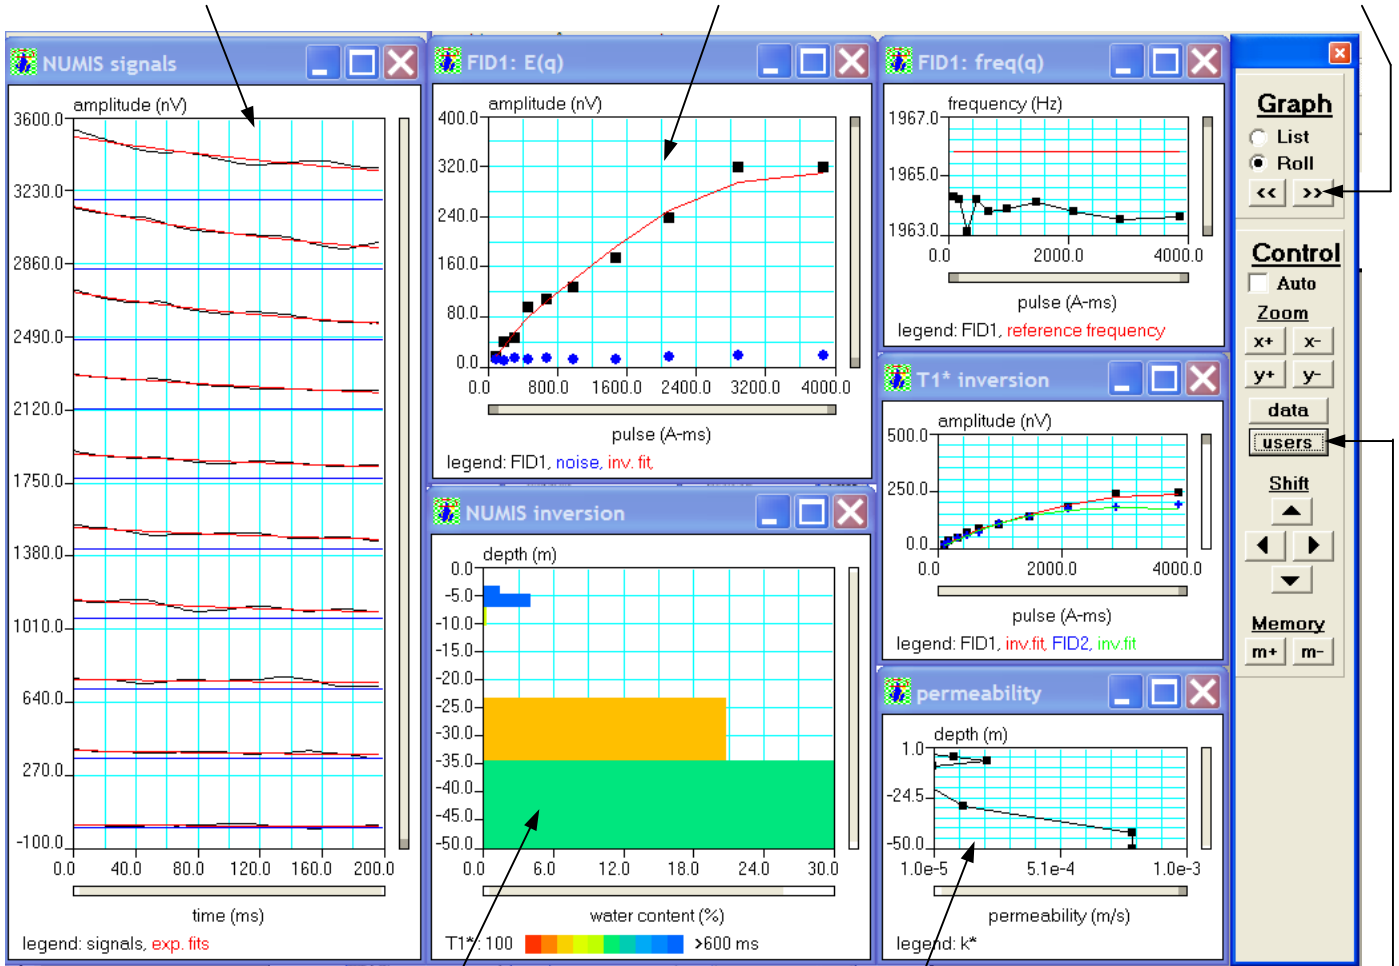 NUMIS signals
amplitude (nV)
3600.0
3230.0
2860.0
2490.0
2120.0
1750.0
1380.0
1010.0
640.0
270.0
-100.0
0.0 40.0 80.0 120.0 160.0 200.0
time (ms)
legend: signals, exp. fits
FID1: E(q)
amplitude (nV)
400.0
320.0
240.0
160.0
80.0
0.0
0.0 800.0 1600.0 2400.0 3200.0 4000.0
pulse (A-ms)
legend: FID1, noise, inv. fit,
NUMIS inversion
depth (m)
0.0
-5.0
-10.0
-15.0
-20.0
-25.0
-30.0
-35.0
-40.0
-45.0
-50.0
0.0 6.0 12.0 18.0 24.0 30.0
water content (%)
T1*: 100 >600 ms
FID1: freq(q)
frequency (Hz)
1967.0
1965.0
1963.0
0.0 2000.0 4000.0
pulse (A-ms)
legend: FID1, reference frequency
T1* inversion
amplitude (nV)
500.0
250.0
0.0
0.0 2000.0 4000.0
pulse (A-ms)
legend: FID1, inv.fit, FID2, inv.fit
permeability
depth (m)
1.0
-24.5
-50.0
1.0e-5 5.1e-4 1.0e-3
permeability (m/s)
legend: k*
Graph
List
Roll
<< >>
Control
Auto
Zoom
x+ x-
y+ y-
data
users
Shift
Memory
m+ m-